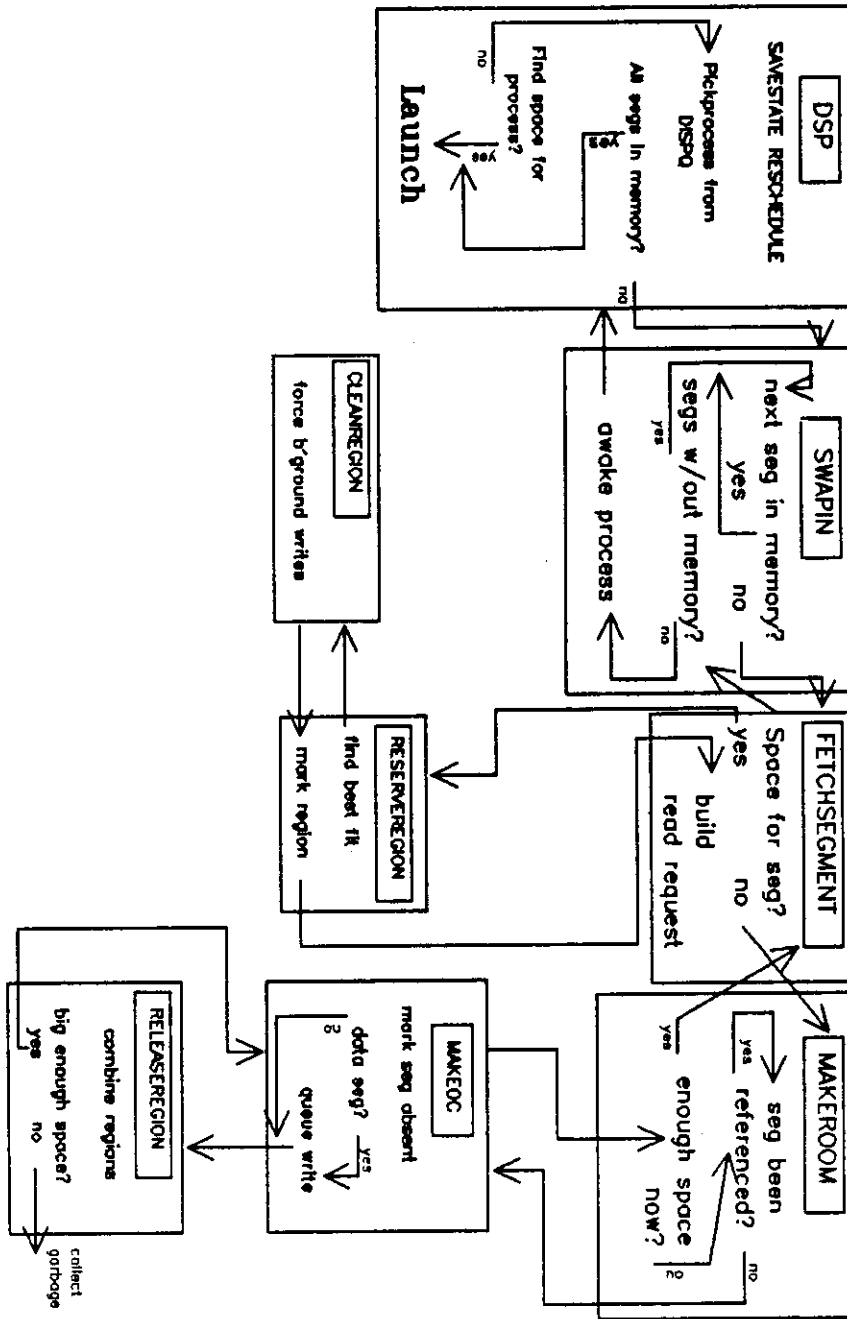 DSP
SAVESTATE RESCHEDULE
Pickprocess from
DISPQ
All segs in memory?
yes
no
Find space for
process?
no
yes
Launch
SWAPIN
next seg in memory?
yes
no
segs w/out memory?
yes
no
awake process
FETCHSEGMENT
Space for seg?
yes
no
build
read request
MAKEROOM
seg been
referenced?
yes
no
enough space
now?
yes
no
CLEANREGION
force b'ground writes
RESERVEREGION
find best fit
mark region
MAKEOC
mark seg absent
data seg?
no
yes
queue write
RELEASEREGION
combine regions
big enough space?
yes
no
collect
garbage